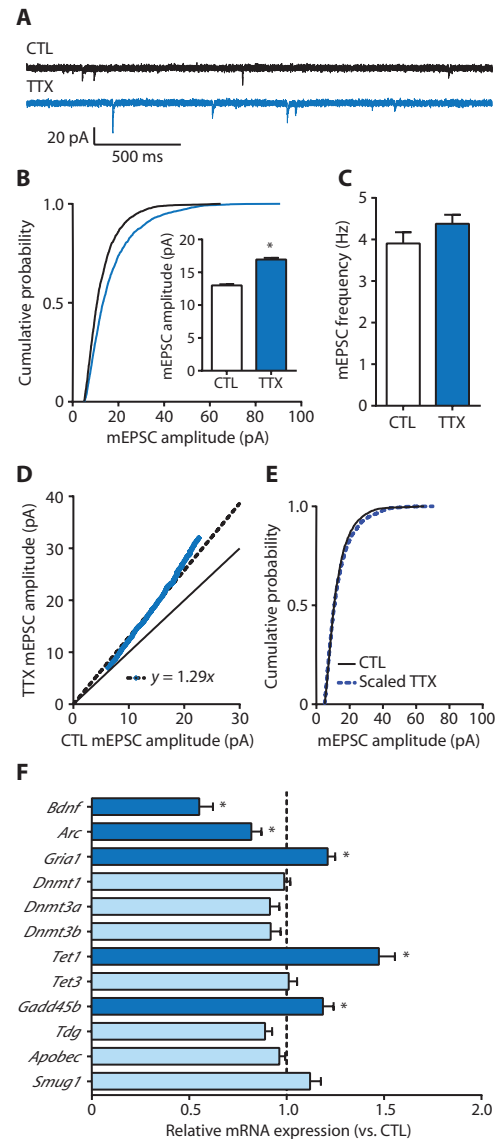 A
CTL
TTX
20 pA
500 ms
B
Cumulative probability
1.0
0.5
0
20
40
60
80
100
mEPSC amplitude (pA)
mEPSC amplitude (pA)
20
15
10
5
0
*
CTL
TTX
C
mEPSC frequency (Hz)
5
4
3
2
1
0
CTL
TTX
D
TTX mEPSC amplitude (pA)
40
30
20
10
0
0
10
20
30
y = 1.29x
CTL mEPSC amplitude (pA)
E
Cumulative probability
1.0
0.5
0
0
20
40
60
80
100
CTL
Scaled TTX
mEPSC amplitude (pA)
F
Bdnf *
Arc *
Gria1 *
Dnmt1
Dnmt3a
Dnmt3b
Tet1 *
Tet3
Gadd45b *
Tdg
Apobec
Smug1
0
0.5
1.0
1.5
2.0
Relative mRNA expression (vs. CTL)